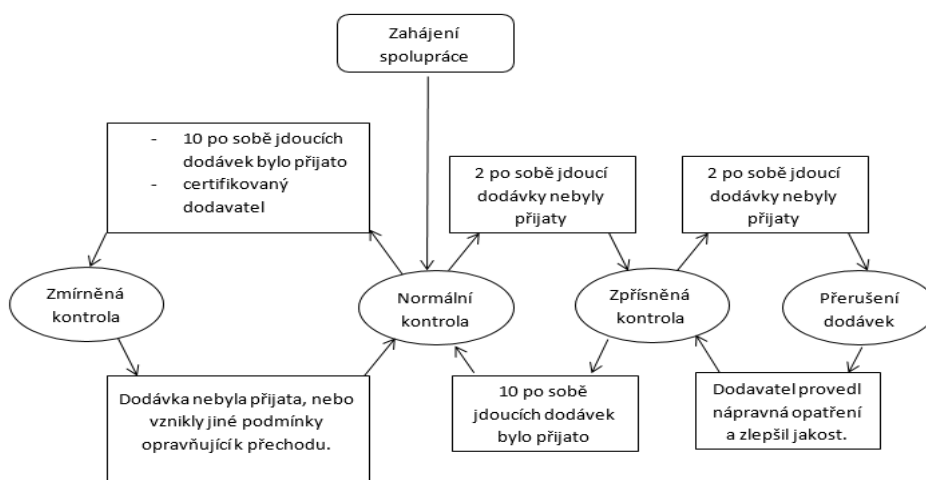 Zahájení
spolupráce
- 10 po sobě jdoucích
dodávek bylo přijato
- certifikovaný
dodavatel
2 po sobě jdoucí
dodávky nebyly
přijaty
2 po sobě jdoucí
dodávky nebyly
přijaty
Zmírněná
kontrola
Normální
kontrola
Zpřísněná
kontrola
Přerušení
dodávek
Dodávka nebyla přijata, nebo
vznikly jiné podmínky
opravňující k přechodu.
10 po sobě
jdoucích dodávek
bylo přijato
Dodavatel provedl
nápravná opatření
a zlepšil jakost.